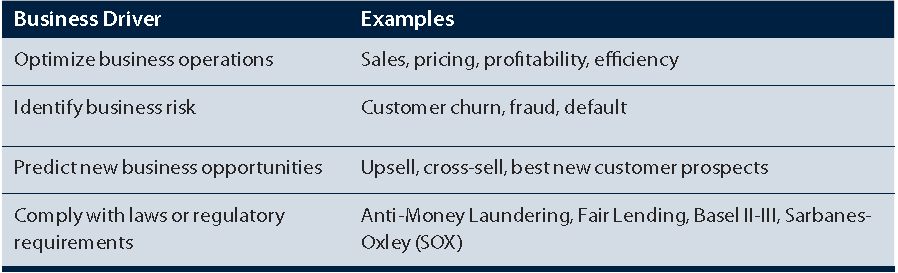 Business Driver Examples
Optimize business operations Sales, pricing, profitability, efficiency
Identify business risk Customer churn, fraud, default
Predict new business opportunities Upsell, cross-sell, best new customer prospects
Comply with laws or regulatory Anti-Money Laundering, Fair Lending, Basel II-III, Sarbanes-
requirements Oxley (SOX)